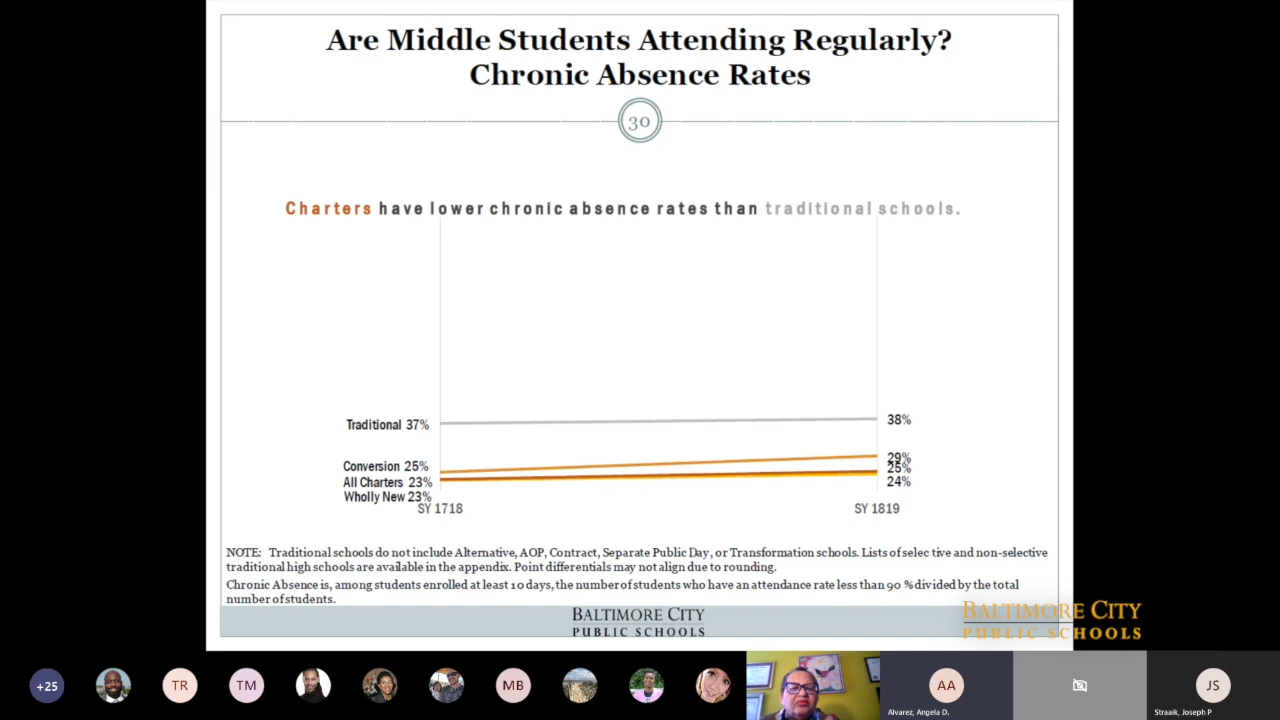 Are Middle Students Attending Regularly?
Chronic Absence Rates
30
Charters have lower chronic absence rates than traditional schools.
Traditional 37%
38%
Conversion 25%
29%
25%
All Charters 23%
24%
Wholly New 23%
SY 1718
SY 1819
NOTE: Traditional schools do not include Alternative, AOP, Contract, Separate Public Day, or Transformation schools. Lists of selec tive and non-selective
traditional high schools are available in the appendix. Point differentials may not align due to rounding.
Chronic Absence is, among students enrolled at least 10 days, the number of students who have an attendance rate less than 90 % divided by the total
number of students.
BALTIMORE CITY
PUBLIC SCHOOLS
BALTIMORE CITY
PUBLIC SCHOOLS
+25
TR
TM
MB
AA
JS
Alvarez, Angela D.
Straaik, Joseph P